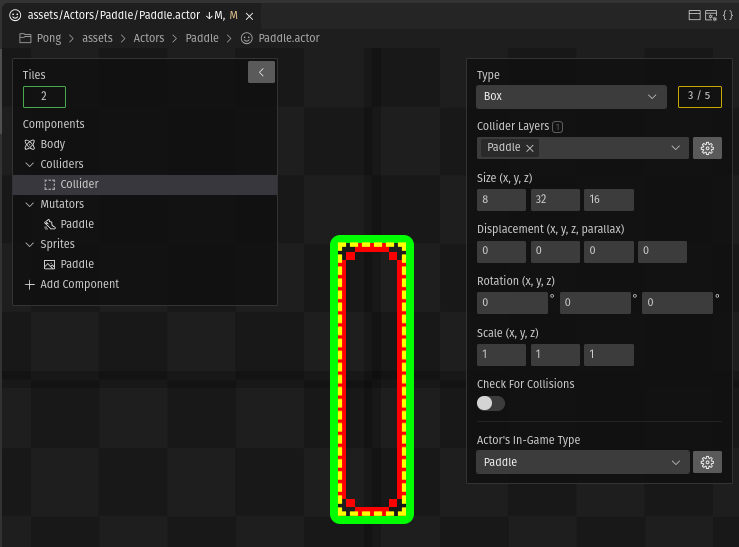 assets/Actors/Paddle/Paddle.actor ↓M, M
Pong > assets > Actors > Paddle > Paddle.actor
Tiles
2
Components
Body
Colliders
Collider
Mutators
Paddle
Sprites
Paddle
Add Component
Type
Box
3 / 5
Collider Layers 1
Paddle
Size (x, y, z)
8 32 16
Displacement (x, y, z, parallax)
0 0 0 0
Rotation (x, y, z)
0 ° 0 ° 0 °
Scale (x, y, z)
1 1 1
Check For Collisions
Actor's In-Game Type
Paddle